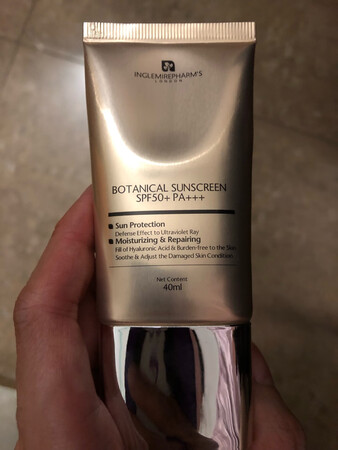 INGLEMIREPHARM'S
LONDON
BOTANICAL SUNSCREEN
SPF50+ PA+++
Sun Protection
Defense Effect to Ultraviolet Ray
Moisturizing & Repairing
Fill of Hyaluronic Acid & Burden-free to the Skin
Soothe & Adjust the Damaged Skin Condition
Net Content
40ml